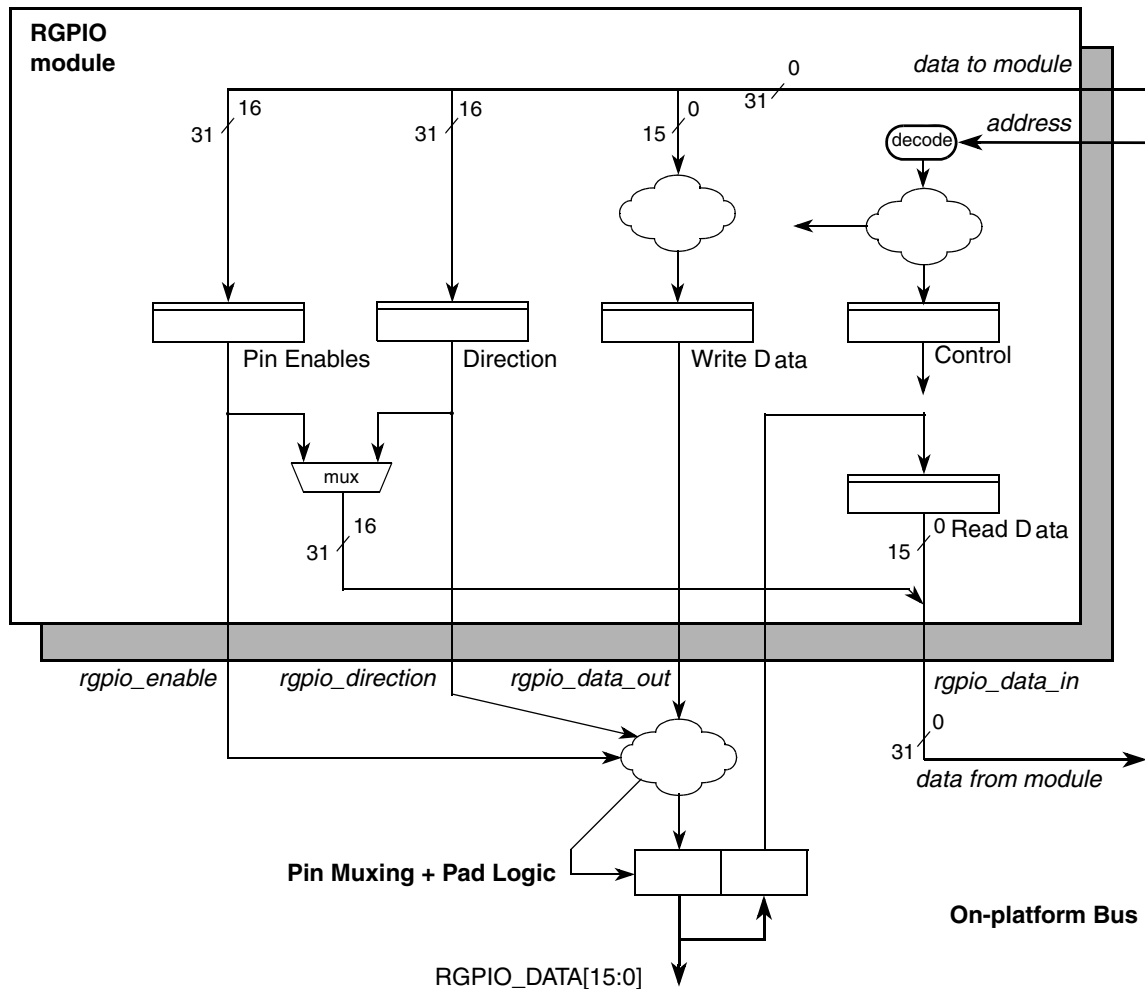 RGPIO
module
data to module
0
31
16
31
16
31
0
15
address
decode
Pin Enables
Direction
Write Data
Control
mux
16
31
0
15
Read Data
rgpio_enable
rgpio_direction
rgpio_data_out
rgpio_data_in
0
31
data from module
Pin Muxing + Pad Logic
On-platform Bus
RGPIO_DATA[15:0]